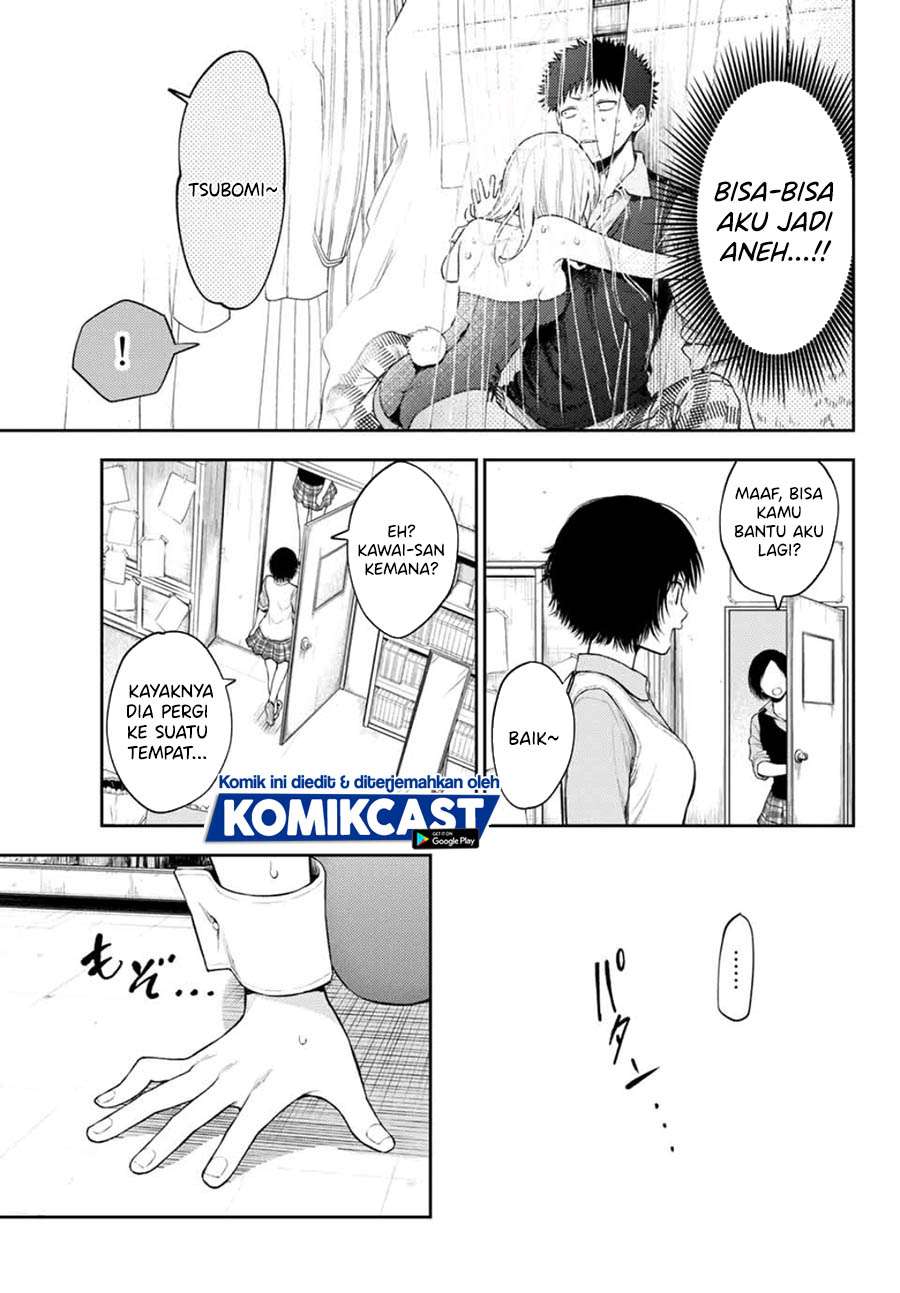 BISA-BISA
AKU JADI
ANEH...!!
TSUBOMI~
!
MAAF, BISA
KAMU
BANTU AKU
LAGI?
BAIK~
EH?
KAWAI-SAN
KEMANA?
KAYAKNYA
DIA PERGI
KE SUATU
TEMPAT...
Komik ini diedit & diterjemahkan oleh
KOMIKCAST
GET IT ON
Google Play
........
パタン...
もぞ...